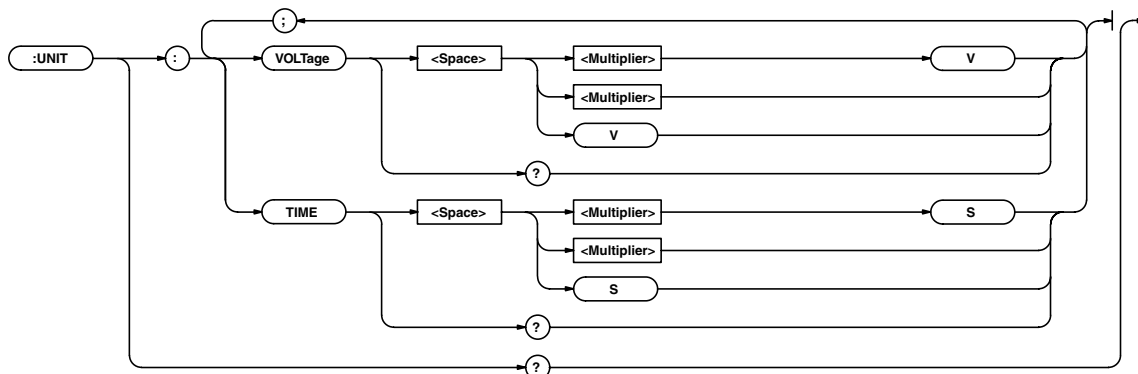 ;
:UNIT : VOLTage <Space> <Multiplier> V
<Multiplier>
V
?
TIME <Space> <Multiplier> S
<Multiplier>
S
?
?